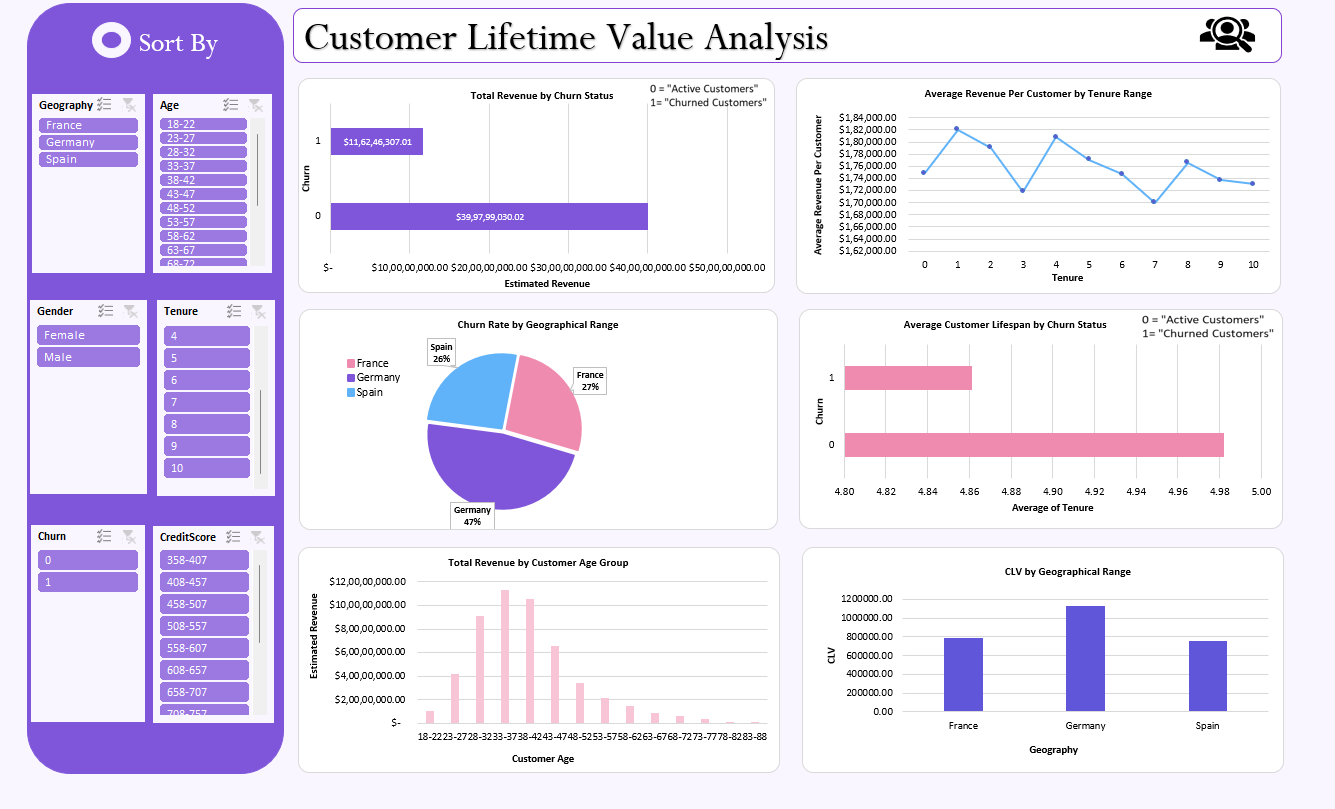 Sort By
Customer Lifetime Value Analysis
Geography
France
Germany
Spain
Age
18-22
23-27
28-32
33-37
38-42
43-47
48-52
53-57
58-62
63-67
68-72
Gender
Female
Male
Tenure
4
5
6
7
8
9
10
Churn
0
1
CreditScore
358-407
408-457
458-507
508-557
558-607
608-657
658-707
708-757
Total Revenue by Churn Status
0 = "Active Customers"
1= "Churned Customers"
Churn
1
$11,62,46,307.01
0
$39,97,99,030.02
$- $10,00,00,000.00 $20,00,00,000.00 $30,00,00,000.00 $40,00,00,000.00 $50,00,00,000.00
Estimated Revenue
Average Revenue Per Customer by Tenure Range
Average Revenue Per Customer
$1,84,000.00
$1,82,000.00
$1,80,000.00
$1,78,000.00
$1,76,000.00
$1,74,000.00
$1,72,000.00
$1,70,000.00
$1,68,000.00
$1,66,000.00
$1,64,000.00
$1,62,000.00
0 1 2 3 4 5 6 7 8 9 10
Tenure
Churn Rate by Geographical Range
France
Germany
Spain
Spain
26%
France
27%
Germany
47%
Average Customer Lifespan by Churn Status
0 = "Active Customers"
1= "Churned Customers"
Churn
1
0
4.80 4.82 4.84 4.86 4.88 4.90 4.92 4.94 4.96 4.98 5.00
Average of Tenure
Total Revenue by Customer Age Group
Estimated Revenue
$12,00,00,000.00
$10,00,00,000.00
$8,00,00,000.00
$6,00,00,000.00
$4,00,00,000.00
$2,00,00,000.00
$-
18-22 23-27 28-32 33-37 38-42 43-47 48-52 53-57 58-62 63-67 68-72 73-77 78-82 83-88
Customer Age
CLV by Geographical Range
CLV
1200000.00
1000000.00
800000.00
600000.00
400000.00
200000.00
0.00
France Germany Spain
Geography